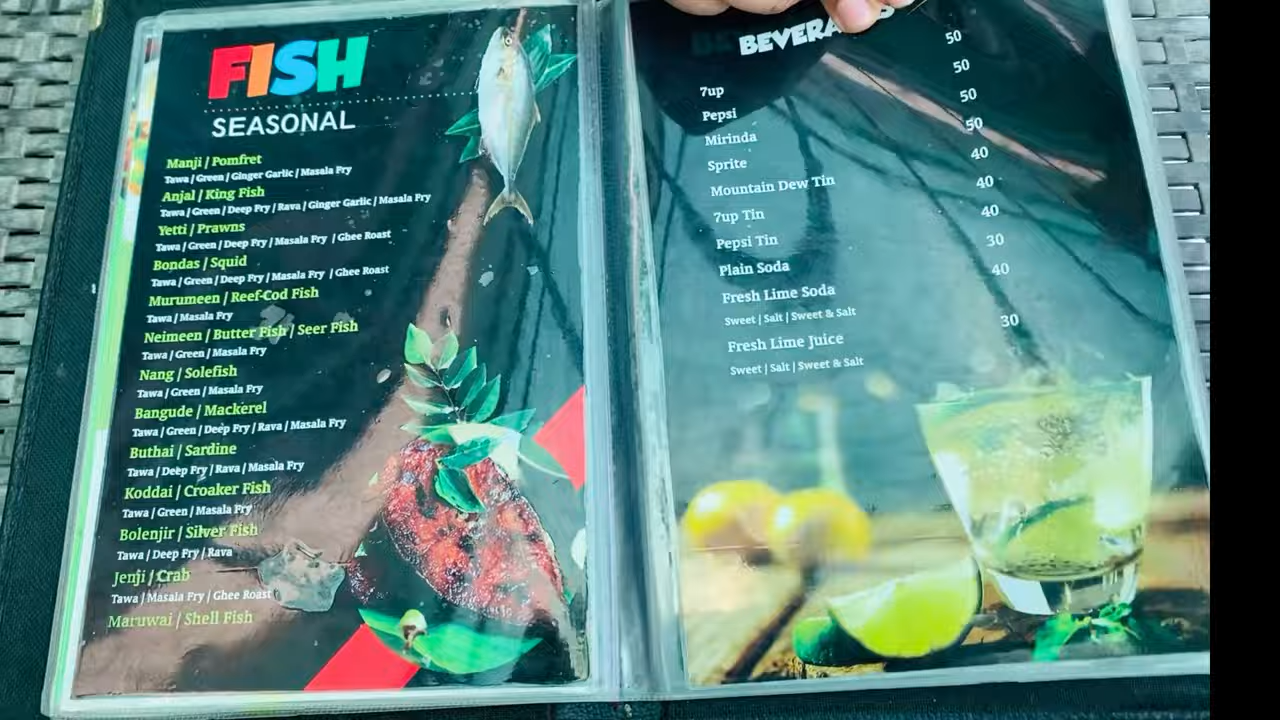 FISH
SEASONAL
Manji / Pomfret
Tawa / Green / Ginger Garlic / Masala Fry
Anjal / King Fish
Tawa / Green / Deep Fry / Rava / Ginger Garlic / Masala Fry
Yetti / Prawns
Tawa / Green / Deep Fry / Masala Fry | Ghee Roast
Bondas / Squid
Tawa / Green / Deep Fry / Masala Fry | Ghee Roast
Murumeen / Reef-Cod Fish
Tawa / Masala Fry
Neimeen / Butter Fish / Seer Fish
Tawa / Green / Masala Fry
Nang / Solefish
Tawa / Green / Masala Fry
Bangude / Mackerel
Tawa / Green / Deep Fry / Rava / Masala Fry
Buthai / Sardine
Tawa / Deep Fry / Rava / Masala Fry
Koddai / Croaker Fish
Tawa / Green / Masala Fry
Bolenjir / Silver Fish
Tawa / Deep Fry / Rava
Jenji / Crab
Tawa / Masala Fry / Ghee Roast
Maruwai / Shell Fish
7up 50
Pepsi 50
Mirinda 50
Sprite 50
Mountain Dew Tin 40
7up Tin 40
Pepsi Tin 40
Plain Soda 30
Fresh Lime Soda 40
Sweet | Salt | Sweet & Salt
Fresh Lime Juice 30
Sweet | Salt | Sweet & Salt